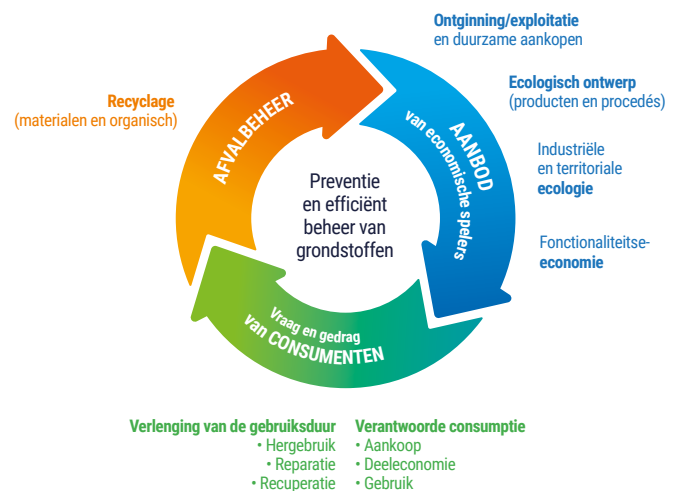 Ontginning/exploitatie
en duurzame aankopen
Ecologisch ontwerp
(producten en procedés)
Industriële
en territoriale
ecologie
Fonctionaliteitse-
economie
AANBOD
van economische spelers
Recyclage
(materialen en organisch)
AFVALBEHEER
Preventie
en efficiënt
beheer van
grondstoffen
Vraag en gedrag
van CONSUMENTEN
Verlenging van de gebruiksduur
• Hergebruik
• Reparatie
• Recuperatie
Verantwoorde consumptie
• Aankoop
• Deeleconomie
• Gebruik